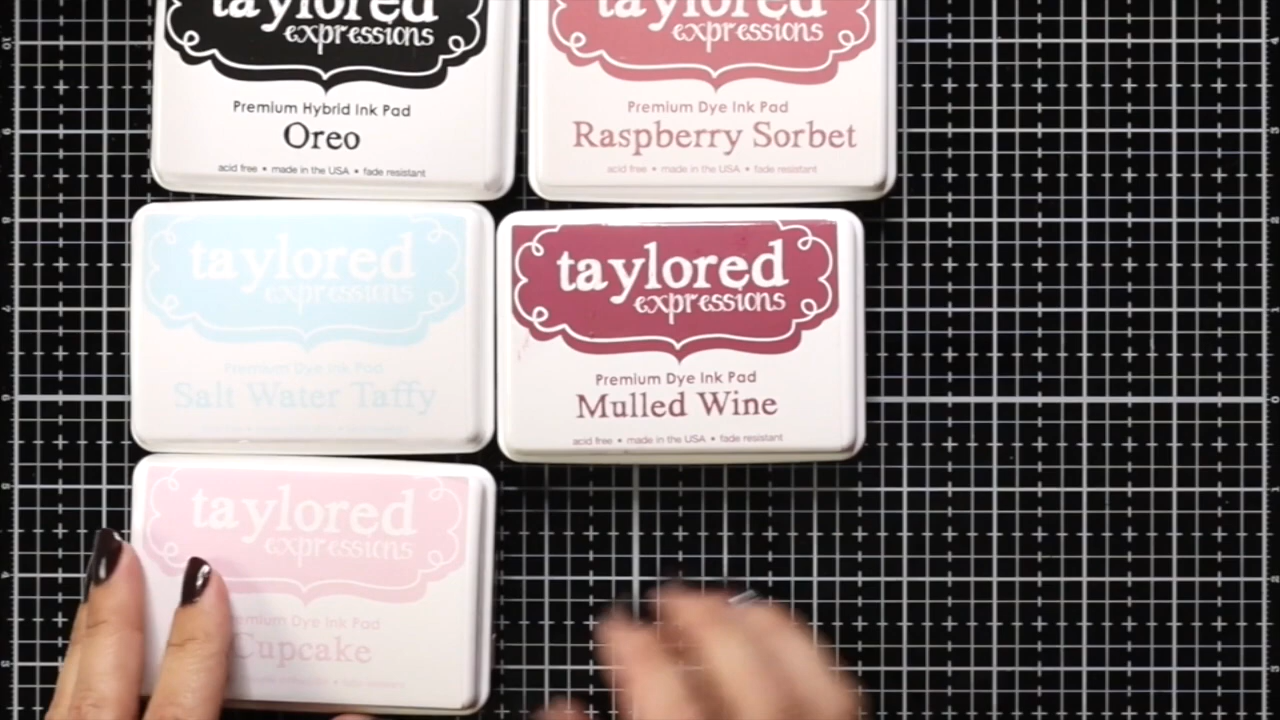 taylored
expressions
Premium Hybrid Ink Pad
Oreo
acid free • made in the USA • fade resistant
taylored
expressions
Premium Dye Ink Pad
Raspberry Sorbet
acid free • made in the USA • fade resistant
taylored
expressions
Premium Dye Ink Pad
Salt Water Taffy
taylored
expressions
Premium Dye Ink Pad
Mulled Wine
acid free • made in the USA • fade resistant
taylored
expressions
Dye Ink Pad
Cupcake